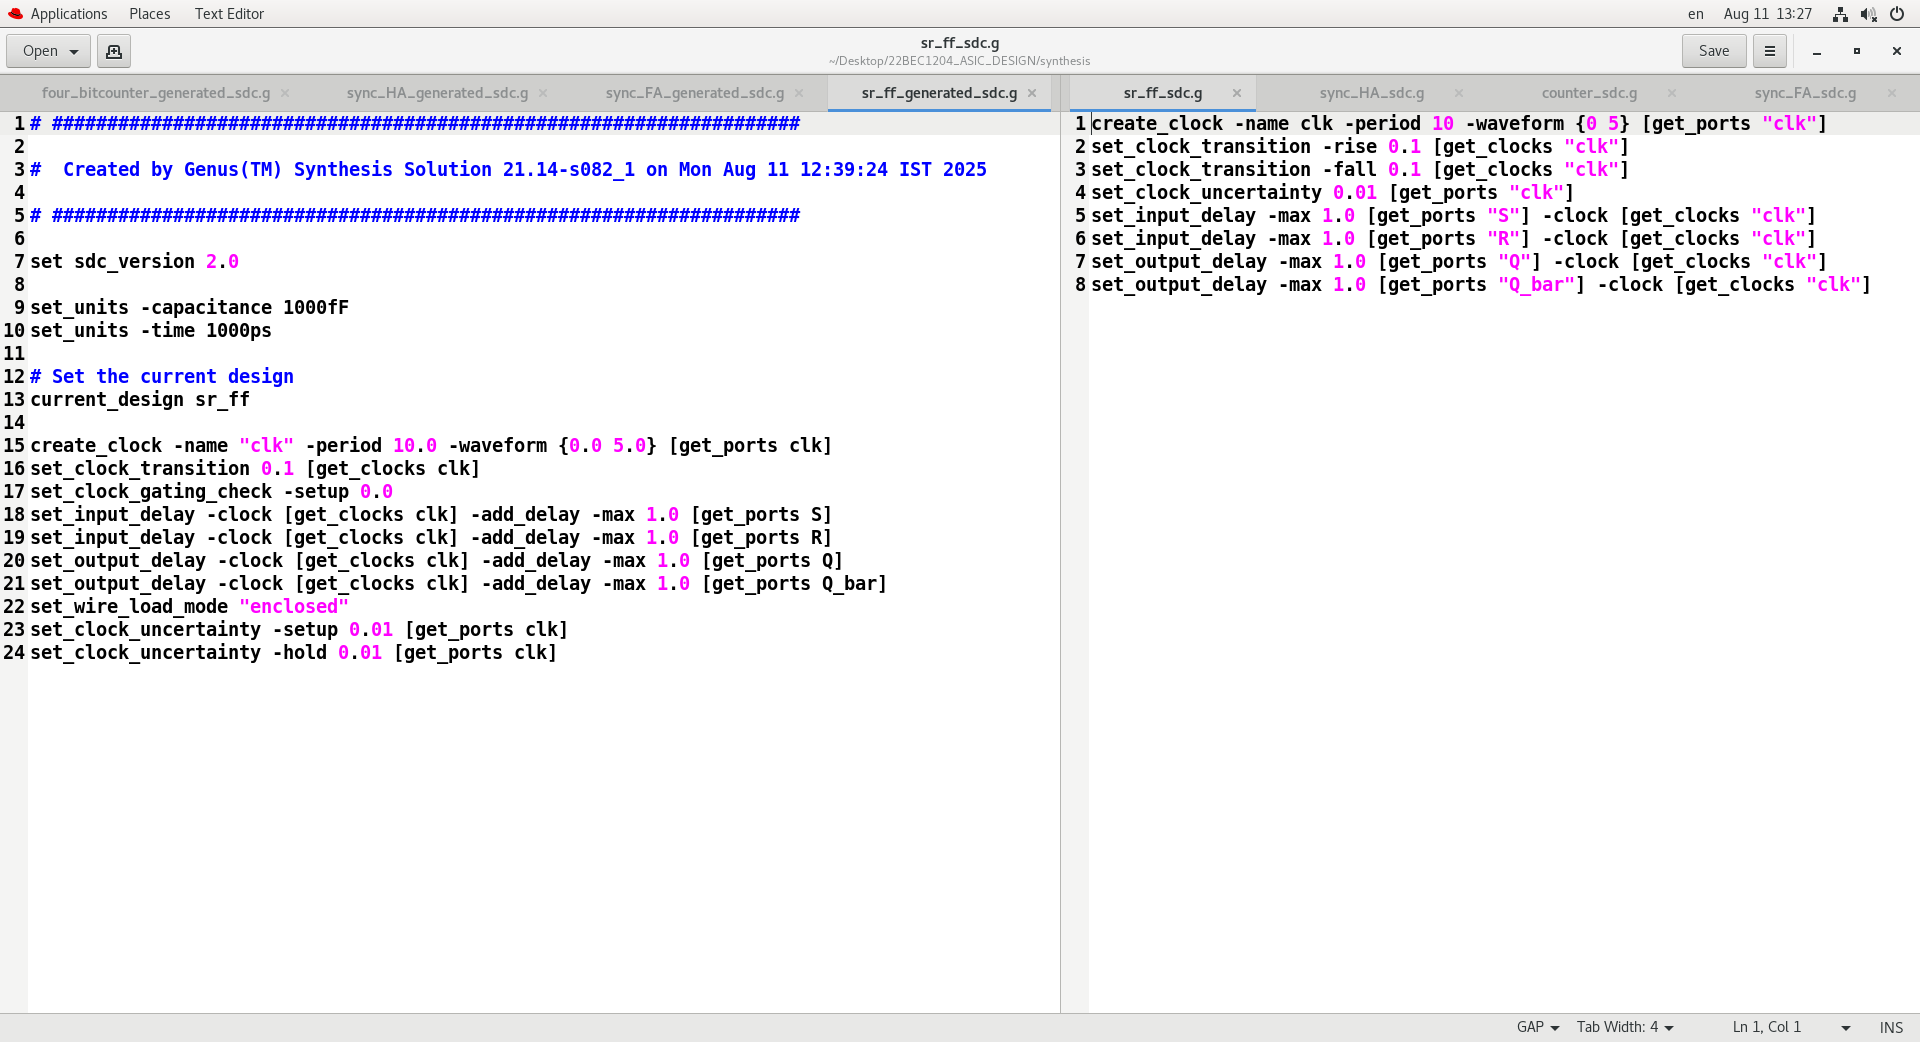 Applications Places Text Editor en Aug 11 13:27
Open sr_ff_sdc.g Save
~/Desktop/22BEC1204_ASIC_DESIGN/synthesis
four_bitcounter_generated_sdc.g sync_HA_generated_sdc.g sync_FA_generated_sdc.g sr_ff_generated_sdc.g
1 # ####################################################################
2
3 #  Created by Genus(TM) Synthesis Solution 21.14-s082_1 on Mon Aug 11 12:39:24 IST 2025
4
5 # ####################################################################
6
7 set sdc_version 2.0
8
9 set_units -capacitance 1000fF
10 set_units -time 1000ps
11
12 # Set the current design
13 current_design sr_ff
14
15 create_clock -name "clk" -period 10.0 -waveform {0.0 5.0} [get_ports clk]
16 set_clock_transition 0.1 [get_clocks clk]
17 set_clock_gating_check -setup 0.0
18 set_input_delay -clock [get_clocks clk] -add_delay -max 1.0 [get_ports S]
19 set_input_delay -clock [get_clocks clk] -add_delay -max 1.0 [get_ports R]
20 set_output_delay -clock [get_clocks clk] -add_delay -max 1.0 [get_ports Q]
21 set_output_delay -clock [get_clocks clk] -add_delay -max 1.0 [get_ports Q_bar]
22 set_wire_load_mode "enclosed"
23 set_clock_uncertainty -setup 0.01 [get_ports clk]
24 set_clock_uncertainty -hold 0.01 [get_ports clk]
sr_ff_sdc.g sync_HA_sdc.g counter_sdc.g sync_FA_sdc.g
1 create_clock -name clk -period 10 -waveform {0 5} [get_ports "clk"]
2 set_clock_transition -rise 0.1 [get_clocks "clk"]
3 set_clock_transition -fall 0.1 [get_clocks "clk"]
4 set_clock_uncertainty 0.01 [get_ports "clk"]
5 set_input_delay -max 1.0 [get_ports "S"] -clock [get_clocks "clk"]
6 set_input_delay -max 1.0 [get_ports "R"] -clock [get_clocks "clk"]
7 set_output_delay -max 1.0 [get_ports "Q"] -clock [get_clocks "clk"]
8 set_output_delay -max 1.0 [get_ports "Q_bar"] -clock [get_clocks "clk"]
GAP Tab Width: 4 Ln 1, Col 1 INS